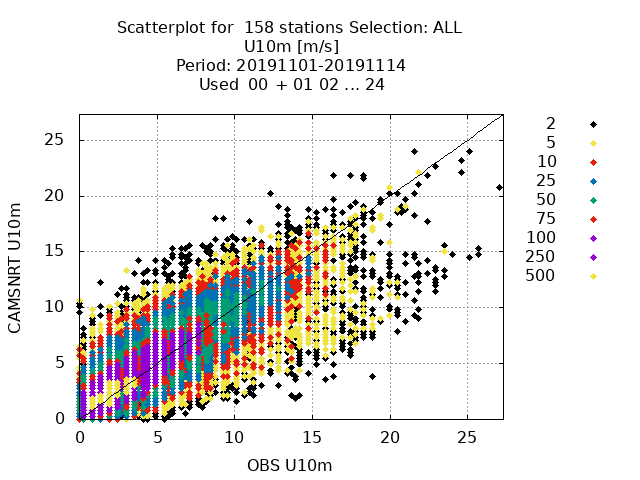 Scatterplot for  158 stations Selection: ALL
U10m [m/s]
Period: 20191101-20191114
Used  00 + 01 02 ... 24
CAMSNRT U10m
25
20
15
10
5
0
0 5 10 15 20 25
OBS U10m
2
5
10
25
50
75
100
250
500